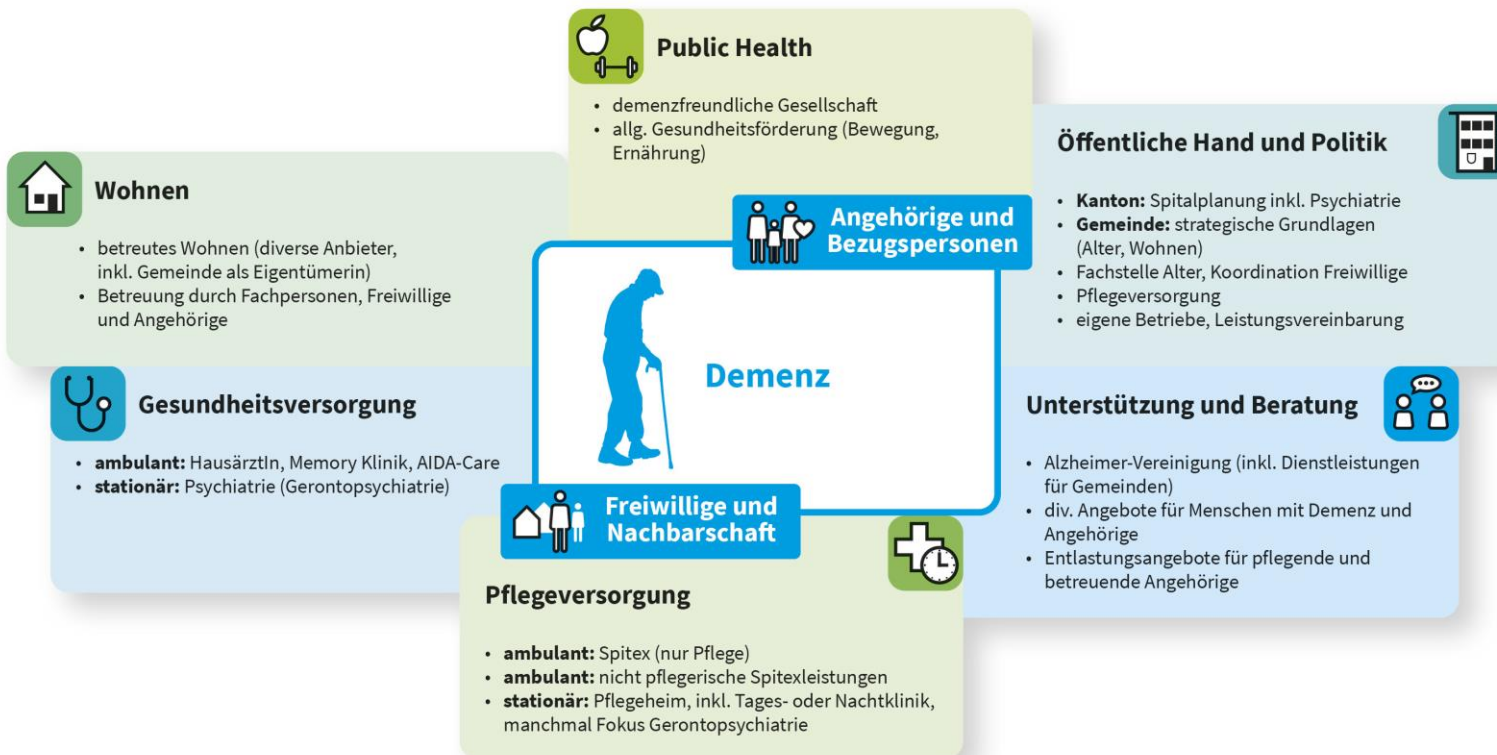 Public Health
• demenzfreundliche Gesellschaft
• allg. Gesundheitsförderung (Bewegung,
Ernährung)
Öffentliche Hand und Politik
• Kanton: Spitalplanung inkl. Psychiatrie
• Gemeinde: strategische Grundlagen
(Alter, Wohnen)
• Fachstelle Alter, Koordination Freiwillige
• Pflegeversorgung
• eigene Betriebe, Leistungsvereinbarung
Wohnen
• betreutes Wohnen (diverse Anbieter,
inkl. Gemeinde als Eigentümerin)
• Betreuung durch Fachpersonen, Freiwillige
und Angehörige
Angehörige und
Bezugspersonen
Demenz
Gesundheitsversorgung
• ambulant: HausärztIn, Memory Klinik, AIDA-Care
• stationär: Psychiatrie (Gerontopsychiatrie)
Unterstützung und Beratung
• Alzheimer-Vereinigung (inkl. Dienstleistungen
für Gemeinden)
• div. Angebote für Menschen mit Demenz und
Angehörige
• Entlastungsangebote für pflegende und
betreuende Angehörige
Freiwillige und
Nachbarschaft
Pflegeversorgung
• ambulant: Spitex (nur Pflege)
• ambulant: nicht pflegerische Spitexleistungen
• stationär: Pflegeheim, inkl. Tages- oder Nachtklinik,
manchmal Fokus Gerontopsychiatrie